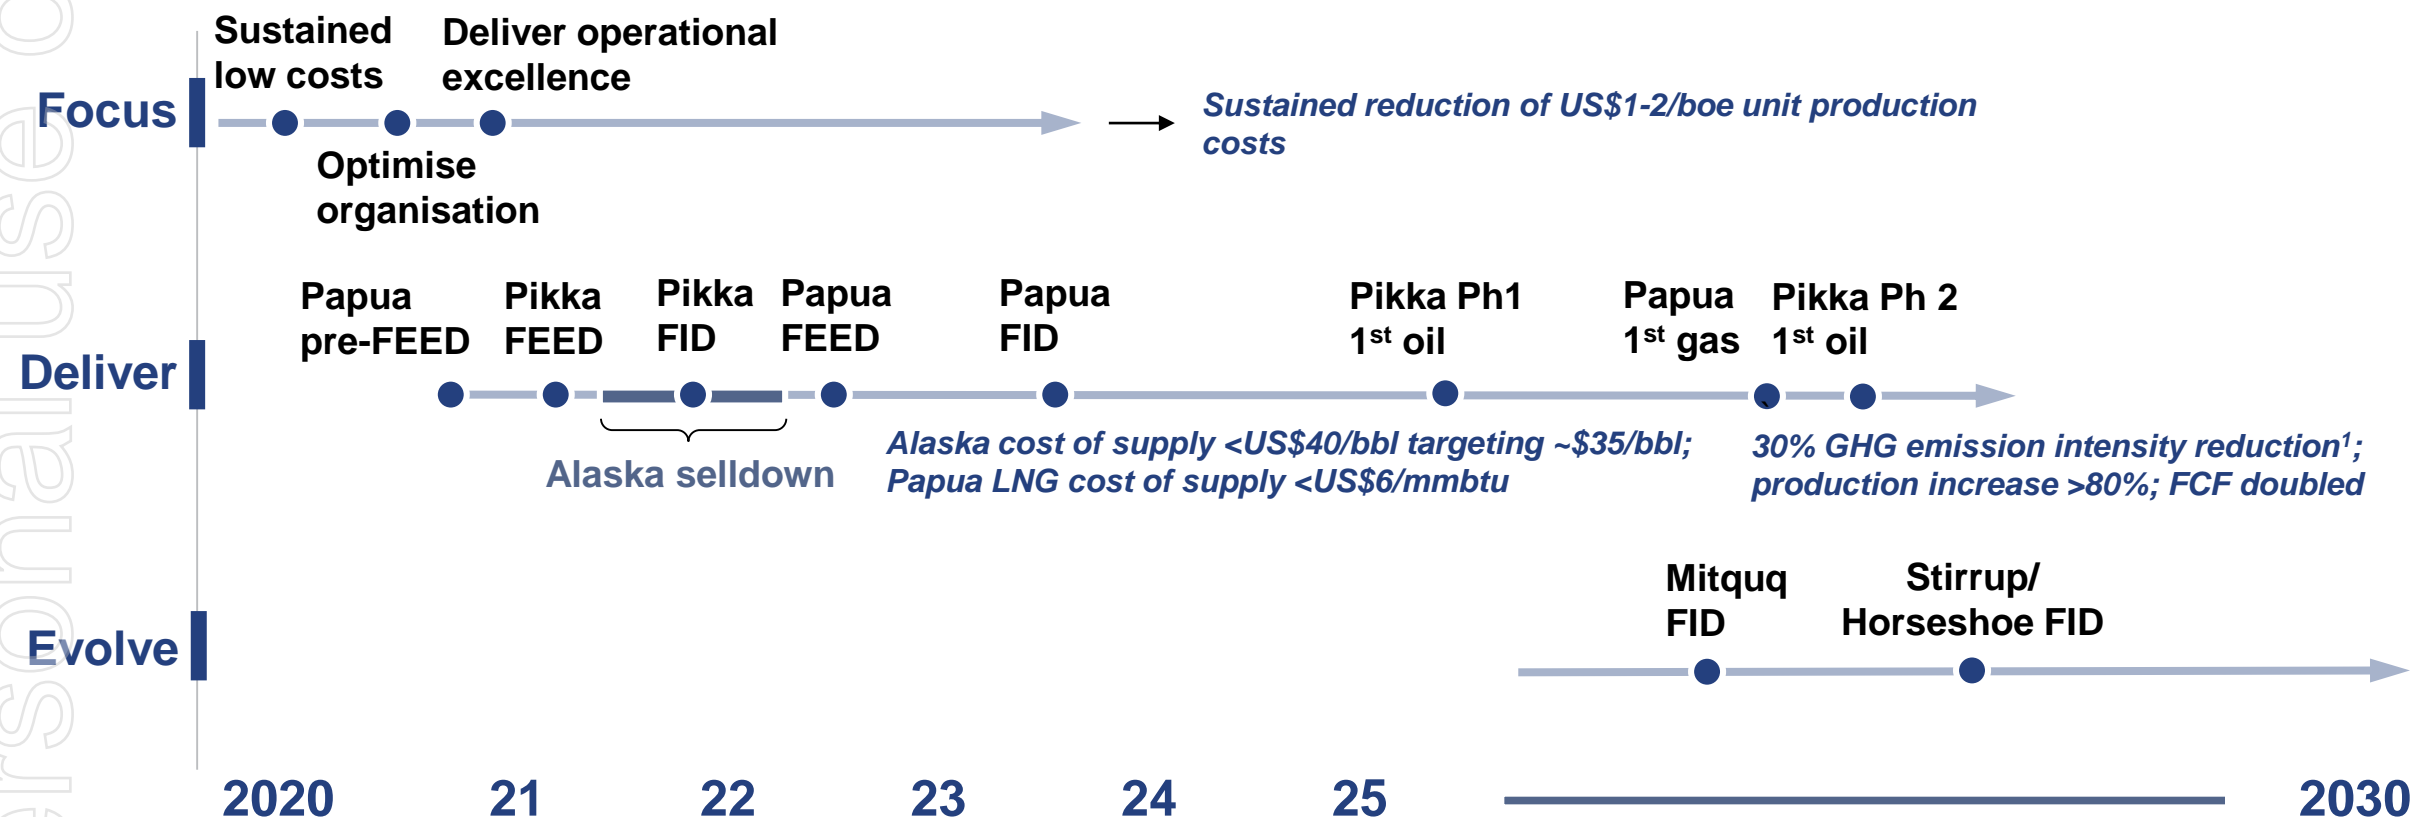 Sustained
low costs
Deliver operational
excellence
Focus
Sustained reduction of US$1-2/boe unit production
costs
Optimise
organisation
Papua
pre-FEED
Pikka
FEED
Pikka
FID
Papua
FEED
Papua
FID
Pikka Ph1
1st oil
Papua
1st gas
Pikka Ph 2
1st oil
Deliver
Alaska selldown
Alaska cost of supply <US$40/bbl targeting ~$35/bbl;
Papua LNG cost of supply <US$6/mmbtu
30% GHG emission intensity reduction1;
production increase >80%; FCF doubled
Mitquq
FID
Stirrup/
Horseshoe FID
Evolve
2020 21 22 23 24 25 2030
ersonal use o